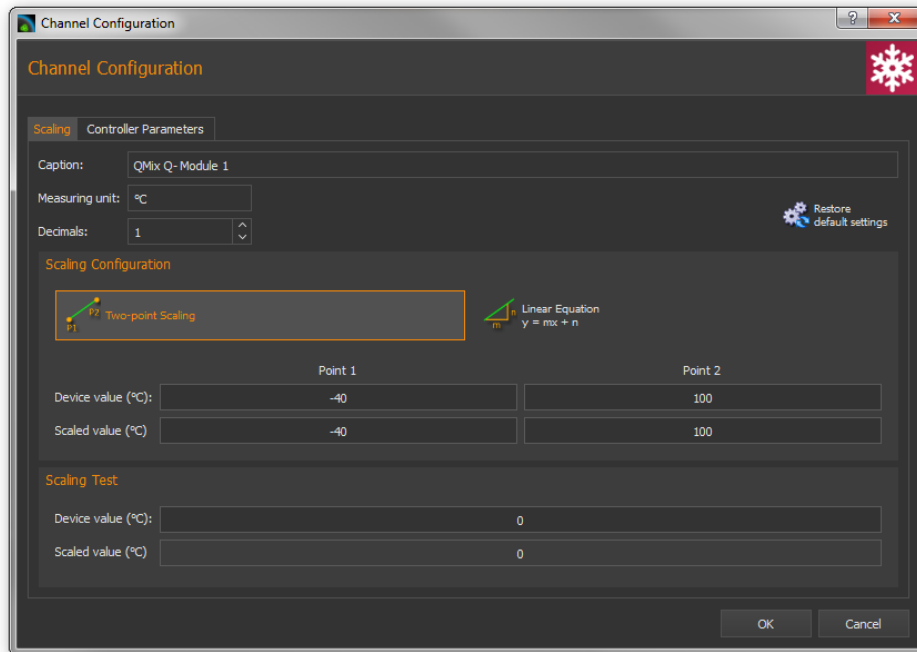 Channel Configuration
?
X
Channel Configuration
Scaling Controller Parameters
Caption: QMix Q-Module 1
Measuring unit: °C
Restore
default settings
Decimals: 1
Scaling Configuration
P1 P2 Two-point Scaling
m n Linear Equation
y = mx + n
Point 1 Point 2
Device value (°C): -40 100
Scaled value (°C) -40 100
Scaling Test
Device value (°C): 0
Scaled value (°C) 0
OK Cancel